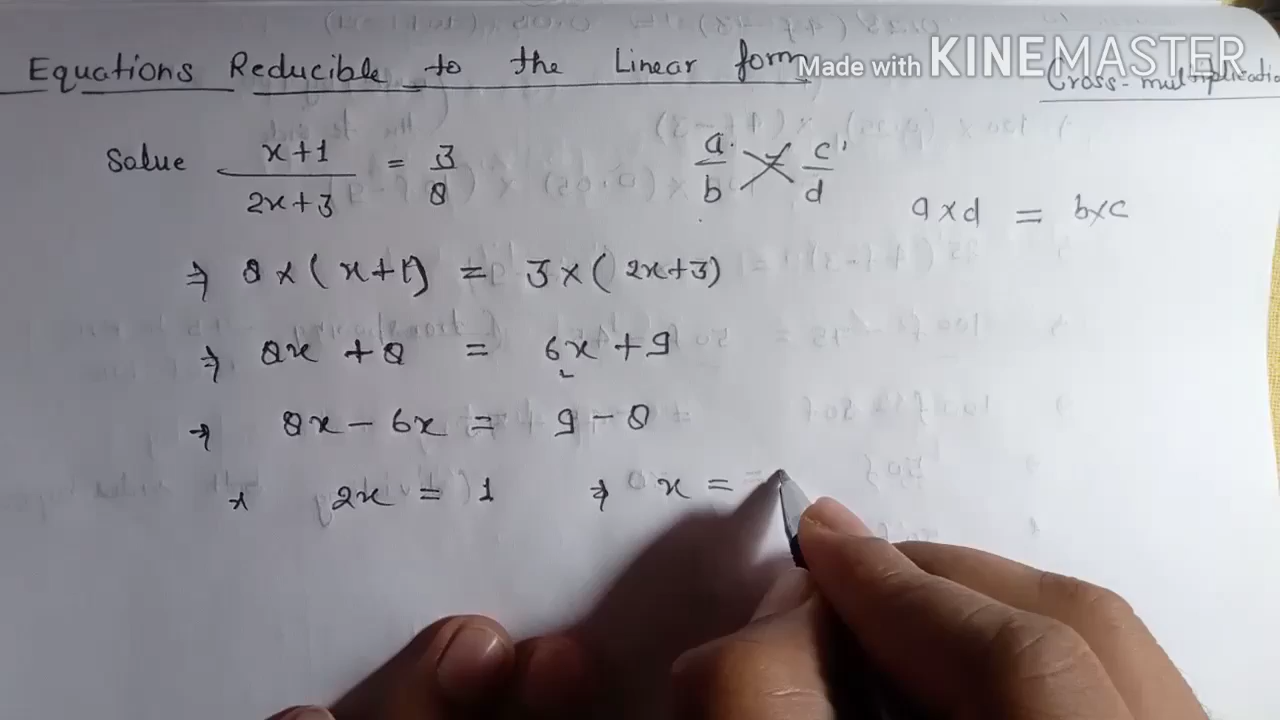 Equations Reducible to the Linear form
Made with KINEMASTER
Cross-multiplicatio
Solve x+1/2x+3 = 3/8
a/b = c/d
a×d = b×c
⇒ 8×(x+1) = 3×(2x+3)
⇒ 8x + 8 = 6x+9
⇒ 8x - 6x = 9 - 8
⇒ 2x = 1 ⇒ x =